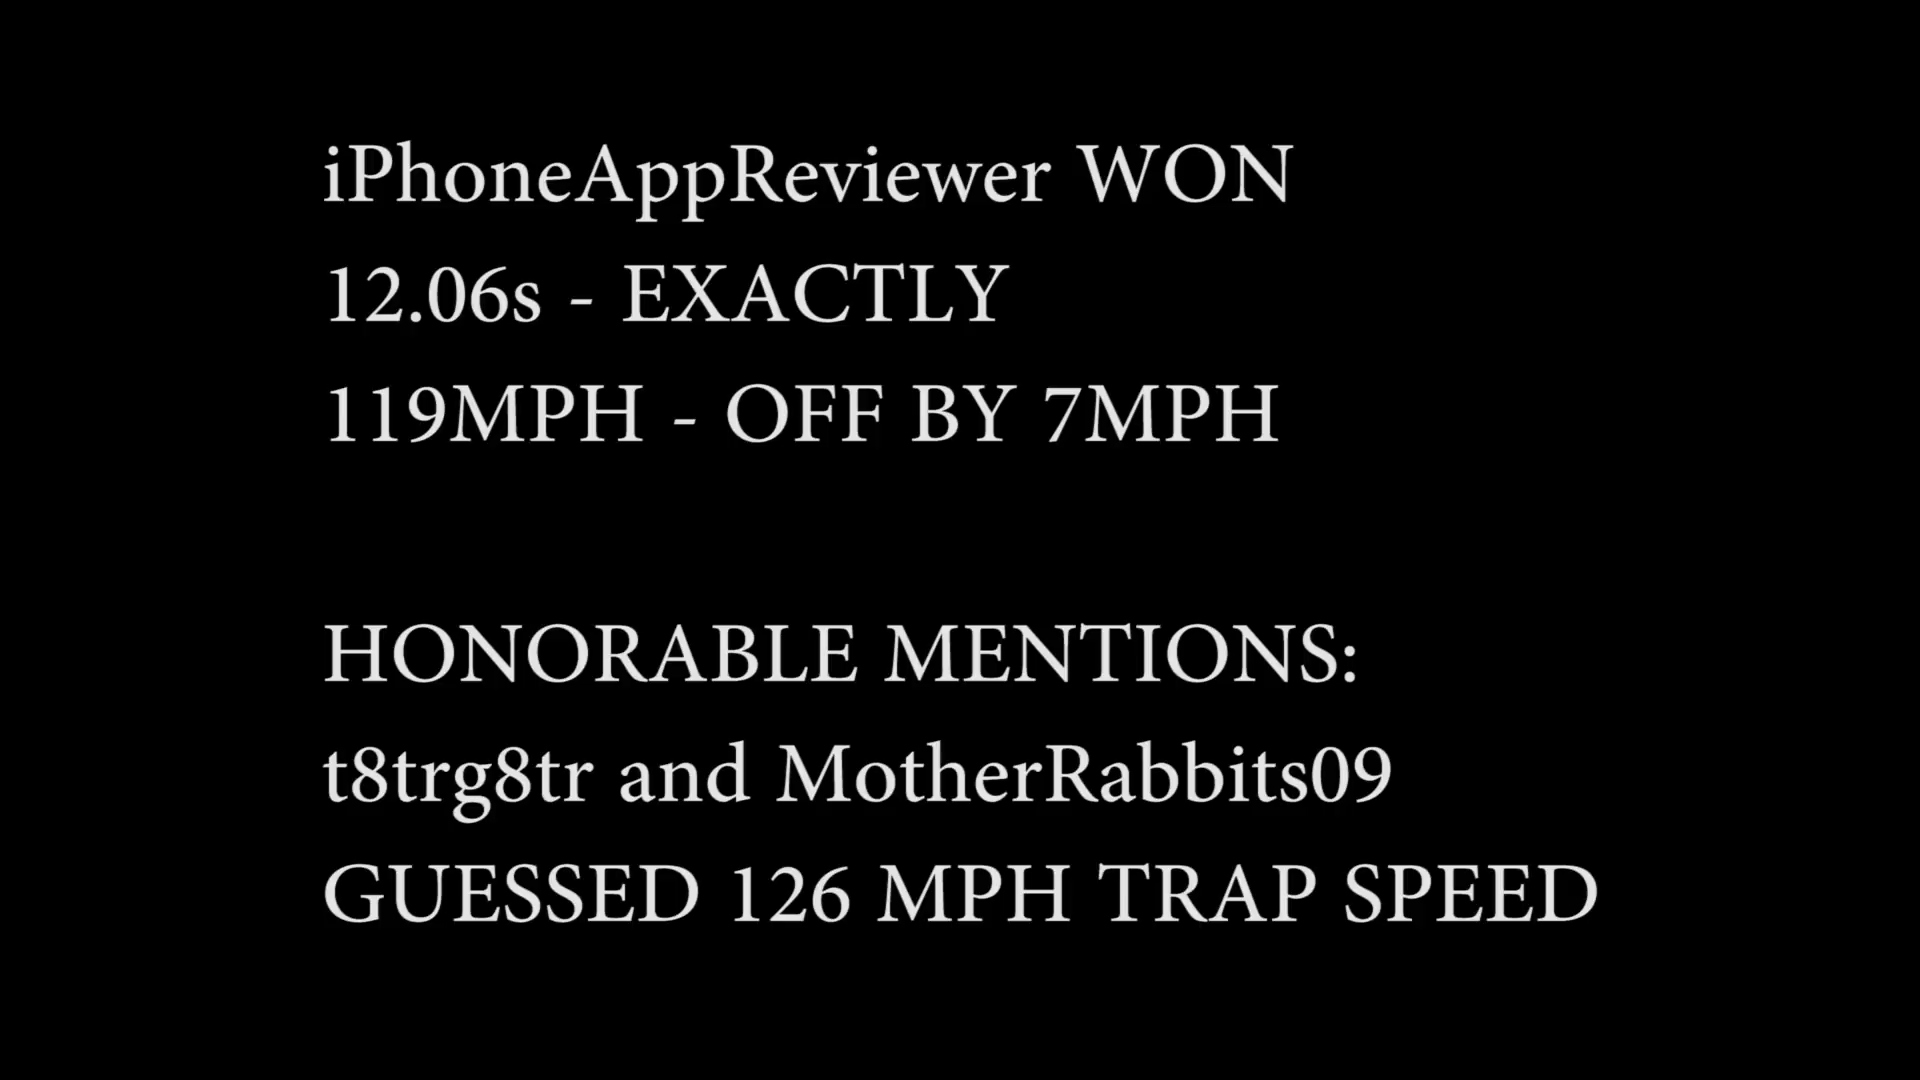 iPhoneAppReviewer WON
12.06s - EXACTLY
119MPH - OFF BY 7MPH
HONORABLE MENTIONS:
t8trg8tr and MotherRabbits09
GUESSED 126 MPH TRAP SPEED